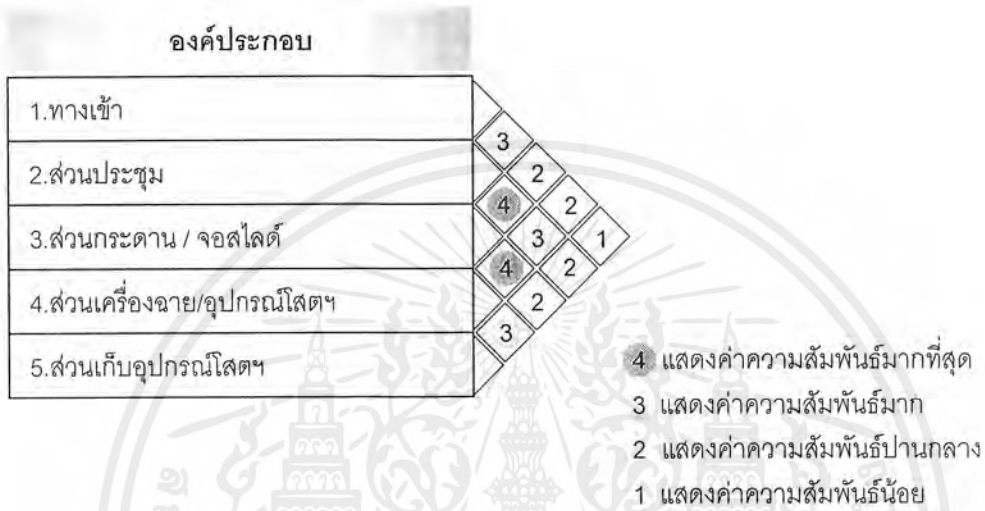 องค์ประกอบ
1.ทางเข้า
2.ส่วนประชุม
3.ส่วนกระดาน / จอสไลด์
4.ส่วนเครื่องฉาย/อุปกรณ์โสตฯ
5.ส่วนเก็บอุปกรณ์โสตฯ
3
2
4
2
3
1
4
2
2
3
4 แสดงค่าความสัมพันธ์มากที่สุด
3 แสดงค่าความสัมพันธ์มาก
2 แสดงค่าความสัมพันธ์ปานกลาง
1 แสดงค่าความสัมพันธ์น้อย